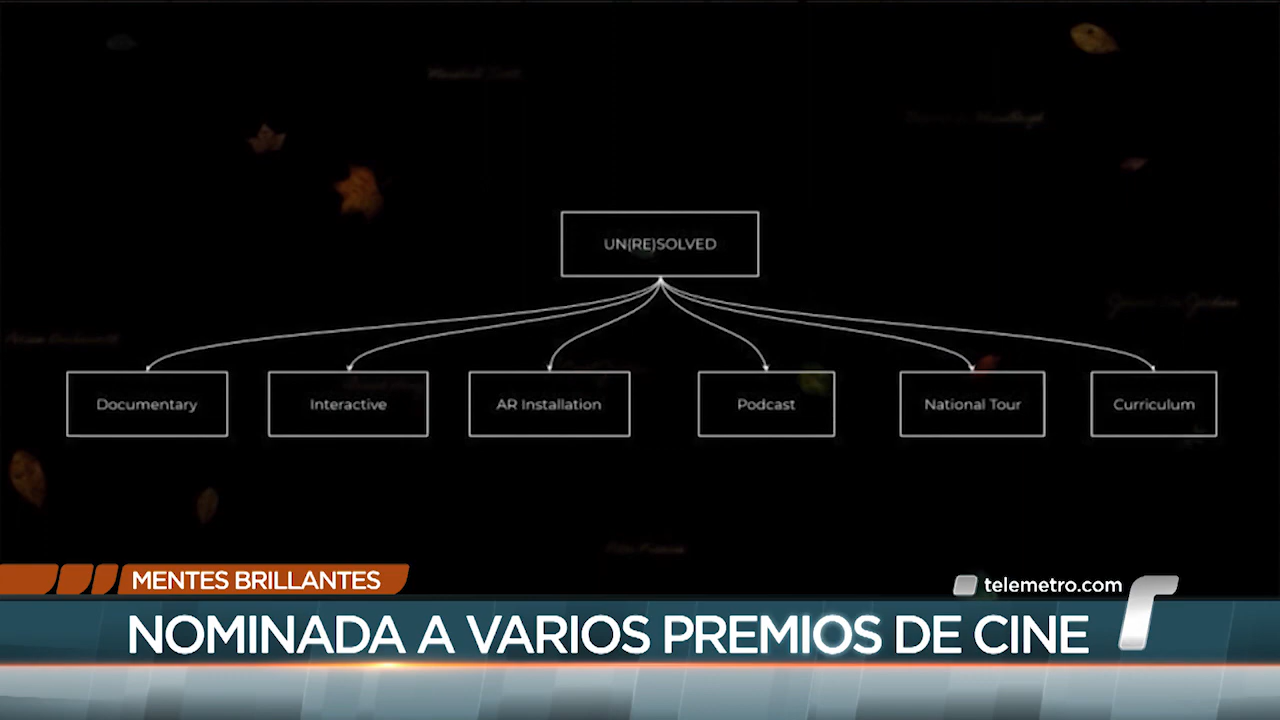 UN(RE)SOLVED
Documentary
Interactive
AR Installation
Podcast
National Tour
Curriculum
MENTES BRILLANTES
telemetro.com
NOMINADA A VARIOS PREMIOS DE CINE